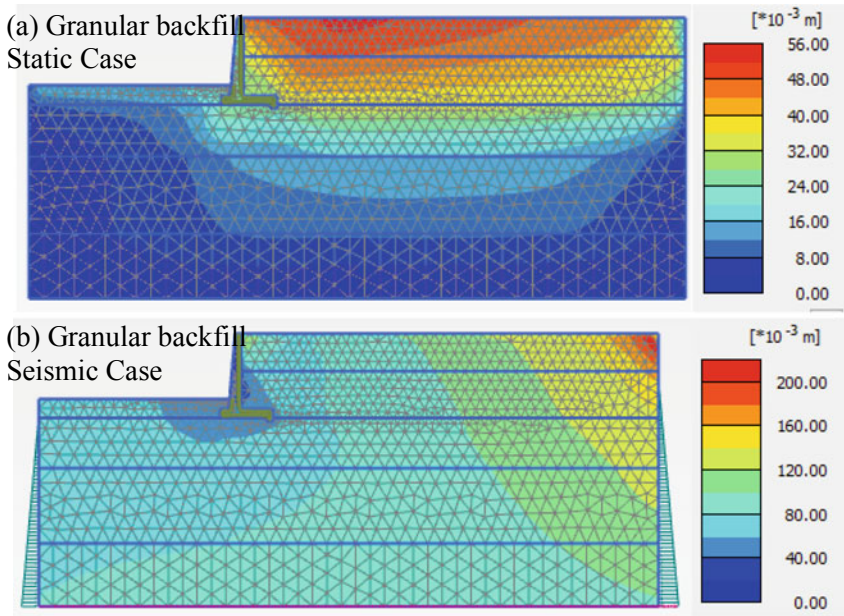 (a) Granular backfill
Static Case
[*10⁻³ m]
56.00
48.00
40.00
32.00
24.00
16.00
8.00
0.00
(b) Granular backfill
Seismic Case
[*10⁻³ m]
200.00
160.00
120.00
80.00
40.00
0.00